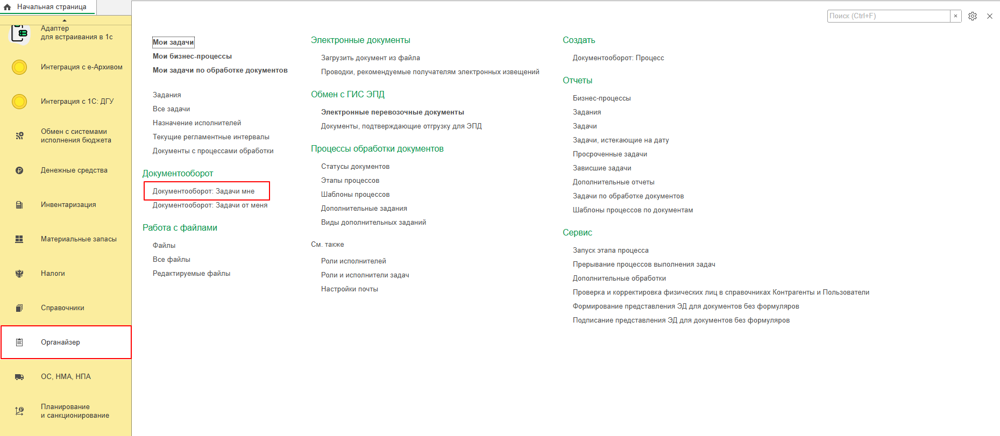 Начальная страница
Поиск (Ctrl+F)
Адаптер
для встраивания в 1с
Интеграция с е-Архивом
Интеграция с 1С: ДГУ
Обмен с системами
исполнения бюджета
Денежные средства
Инвентаризация
Материальные запасы
Налоги
Справочники
Органайзер
ОС, НМА, НПА
Планирование
и санкционирование
Мои задачи
Мои бизнес-процессы
Мои задачи по обработке документов
Задания
Все задачи
Назначение исполнителей
Текущие регламентные интервалы
Документы с процессами обработки
Документооборот
Документооборот: Задачи мне
Документооборот: Задачи от меня
Работа с файлами
Файлы
Все файлы
Редактируемые файлы
Электронные документы
Загрузить документ из файла
Проводки, рекомендуемые получателям электронных извещений
Обмен с ГИС ЭПД
Электронные перевозочные документы
Документы, подтверждающие отгрузку для ЭПД
Процессы обработки документов
Статусы документов
Этапы процессов
Шаблоны процессов
Дополнительные задания
Виды дополнительных заданий
См. также
Роли исполнителей
Роли и исполнители задач
Настройки почты
Создать
Документооборот: Процесс
Отчеты
Бизнес-процессы
Задания
Задачи
Задачи, истекающие на дату
Просроченные задачи
Зависшие задачи
Дополнительные отчеты
Задачи по обработке документов
Шаблоны процессов по документам
Сервис
Запуск этапа процесса
Прерывание процессов выполнения задач
Дополнительные обработки
Проверка и корректировка физических лиц в справочниках Контрагенты и Пользователи
Формирование представления ЭД для документов без формуляров
Подписание представления ЭД для документов без формуляров